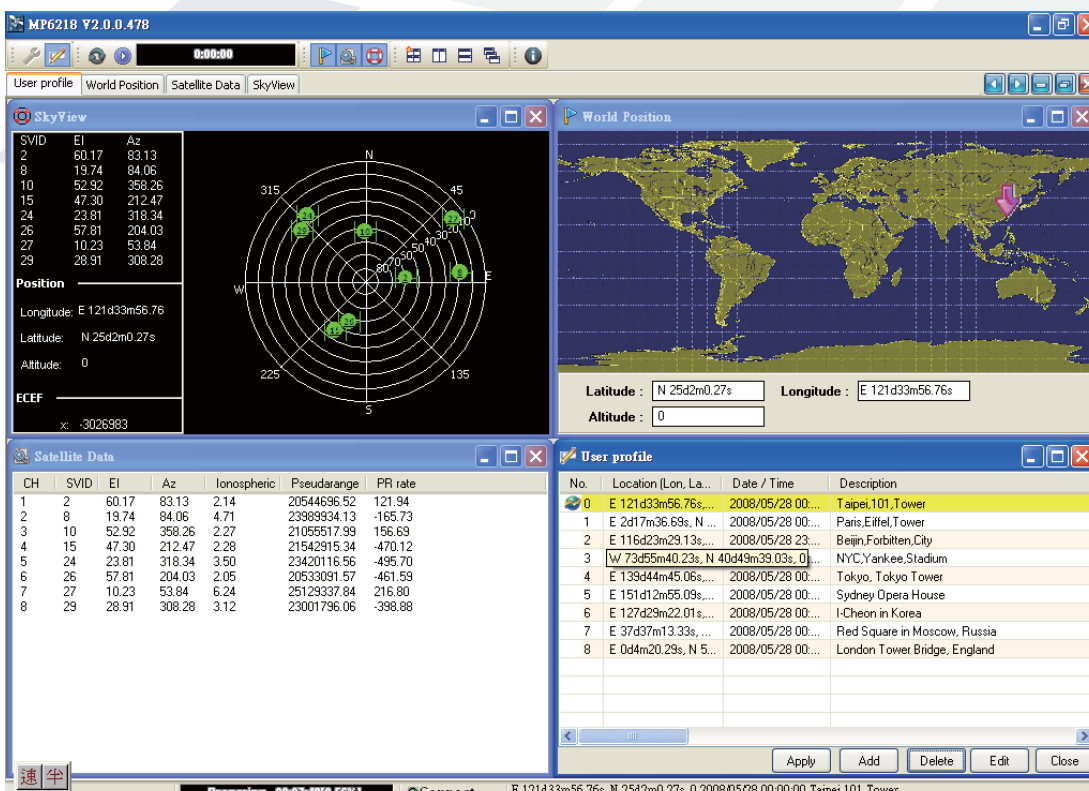 MP6218 V2.0.0.478
0:00:00
User profile World Position Satellite Data SkyView
SkyView
SVID El Az
2 60.17 83.13
8 19.74 84.06
10 52.92 358.26
15 47.30 212.47
24 23.81 318.34
26 57.81 204.03
27 10.23 53.84
29 28.91 308.28
Position
Longitude: E 121d33m56.76
Latitude: N 25d2m0.27s
Altitude: 0
ECEF
x: -3026983
N
45
E
135
S
225
W
315
World Position
Latitude : N 25d2m0.27s Longitude : E 121d33m56.76s
Altitude : 0
Satellite Data
CH SVID El Az Ionospheric Pseudarange PR rate
1 2 60.17 83.13 2.14 20544696.52 121.94
2 8 19.74 84.06 4.71 23989934.13 -165.73
3 10 52.92 358.26 2.27 21055517.99 156.69
4 15 47.30 212.47 2.28 21542915.34 -470.12
5 24 23.81 318.34 3.50 23420116.56 -495.70
6 26 57.81 204.03 2.05 20533091.57 -461.59
7 27 10.23 53.84 6.24 25129337.84 216.80
8 29 28.91 308.28 3.12 23001796.06 -398.88
User profile
No. Location (Lon, La... Date / Time Description
0 E 121d33m56.76s,... 2008/05/28 00:... Taipei,101,Tower
1 E 2d17m36.69s, N ... 2008/05/28 00:... Paris,Eiffel,Tower
2 E 116d23m29.13s,... 2008/05/28 23:... Beijin,Forbitten,City
3 W 73d55m40.23s, N 40d49m39.03s, 0 NYC,Yankee,Stadium
4 E 139d44m45.06s,... 2008/05/28 00:... Tokyo, Tokyo Tower
5 E 151d12m55.09s,... 2008/05/28 00:... Sydney Opera House
6 E 127d29m22.01s,... 2008/05/28 00:... I-Cheon in Korea
7 E 37d37m13.33s, ... 2008/05/28 00:... Red Square in Moscow, Russia
8 E 0d4m20.29s, N 5... 2008/05/28 00:... London Tower Bridge, England
Apply Add Delete Edit Close
速 半
E 121d33m56.76s, N 25d2m0.27s, 0 2008/05/28 00:00:00 Taipei,101,Tower